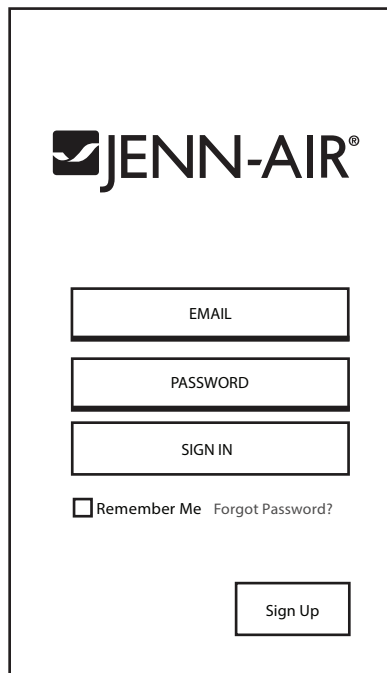 JENN-AIR®
EMAIL
PASSWORD
SIGN IN
Remember Me Forgot Password?
Sign Up